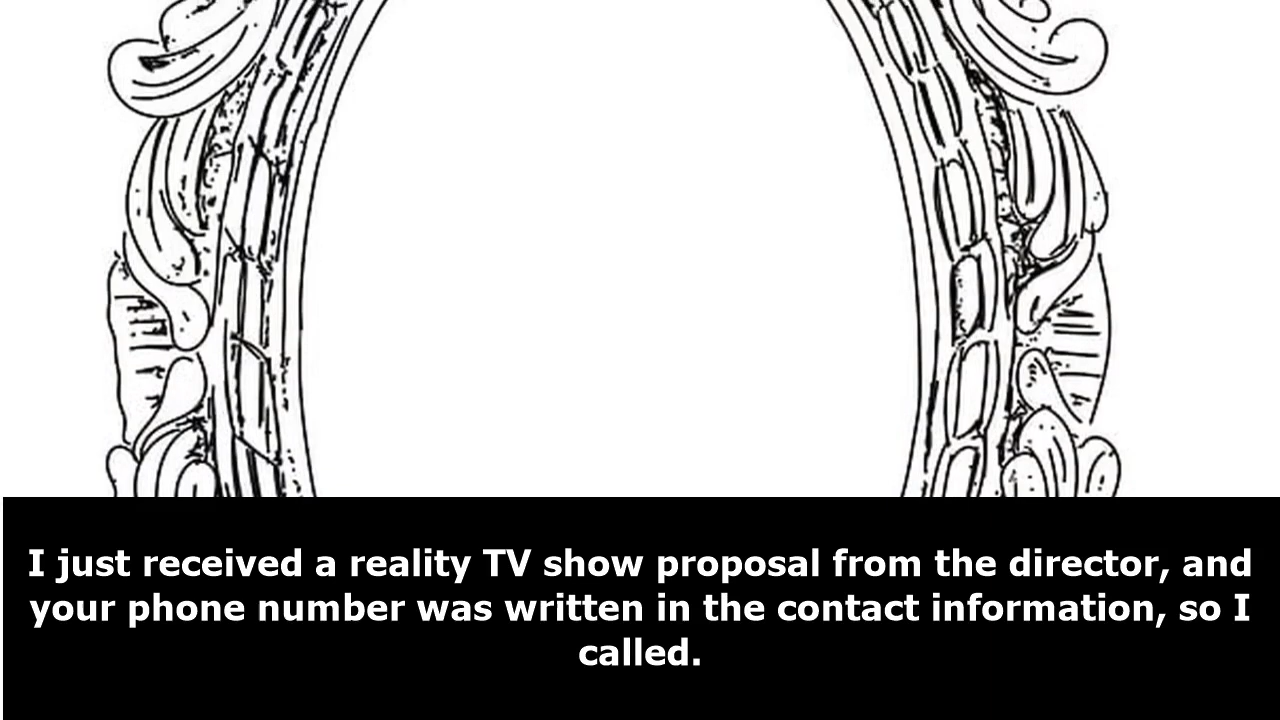 I just received a reality TV show proposal from the director, and
your phone number was written in the contact information, so I
called.